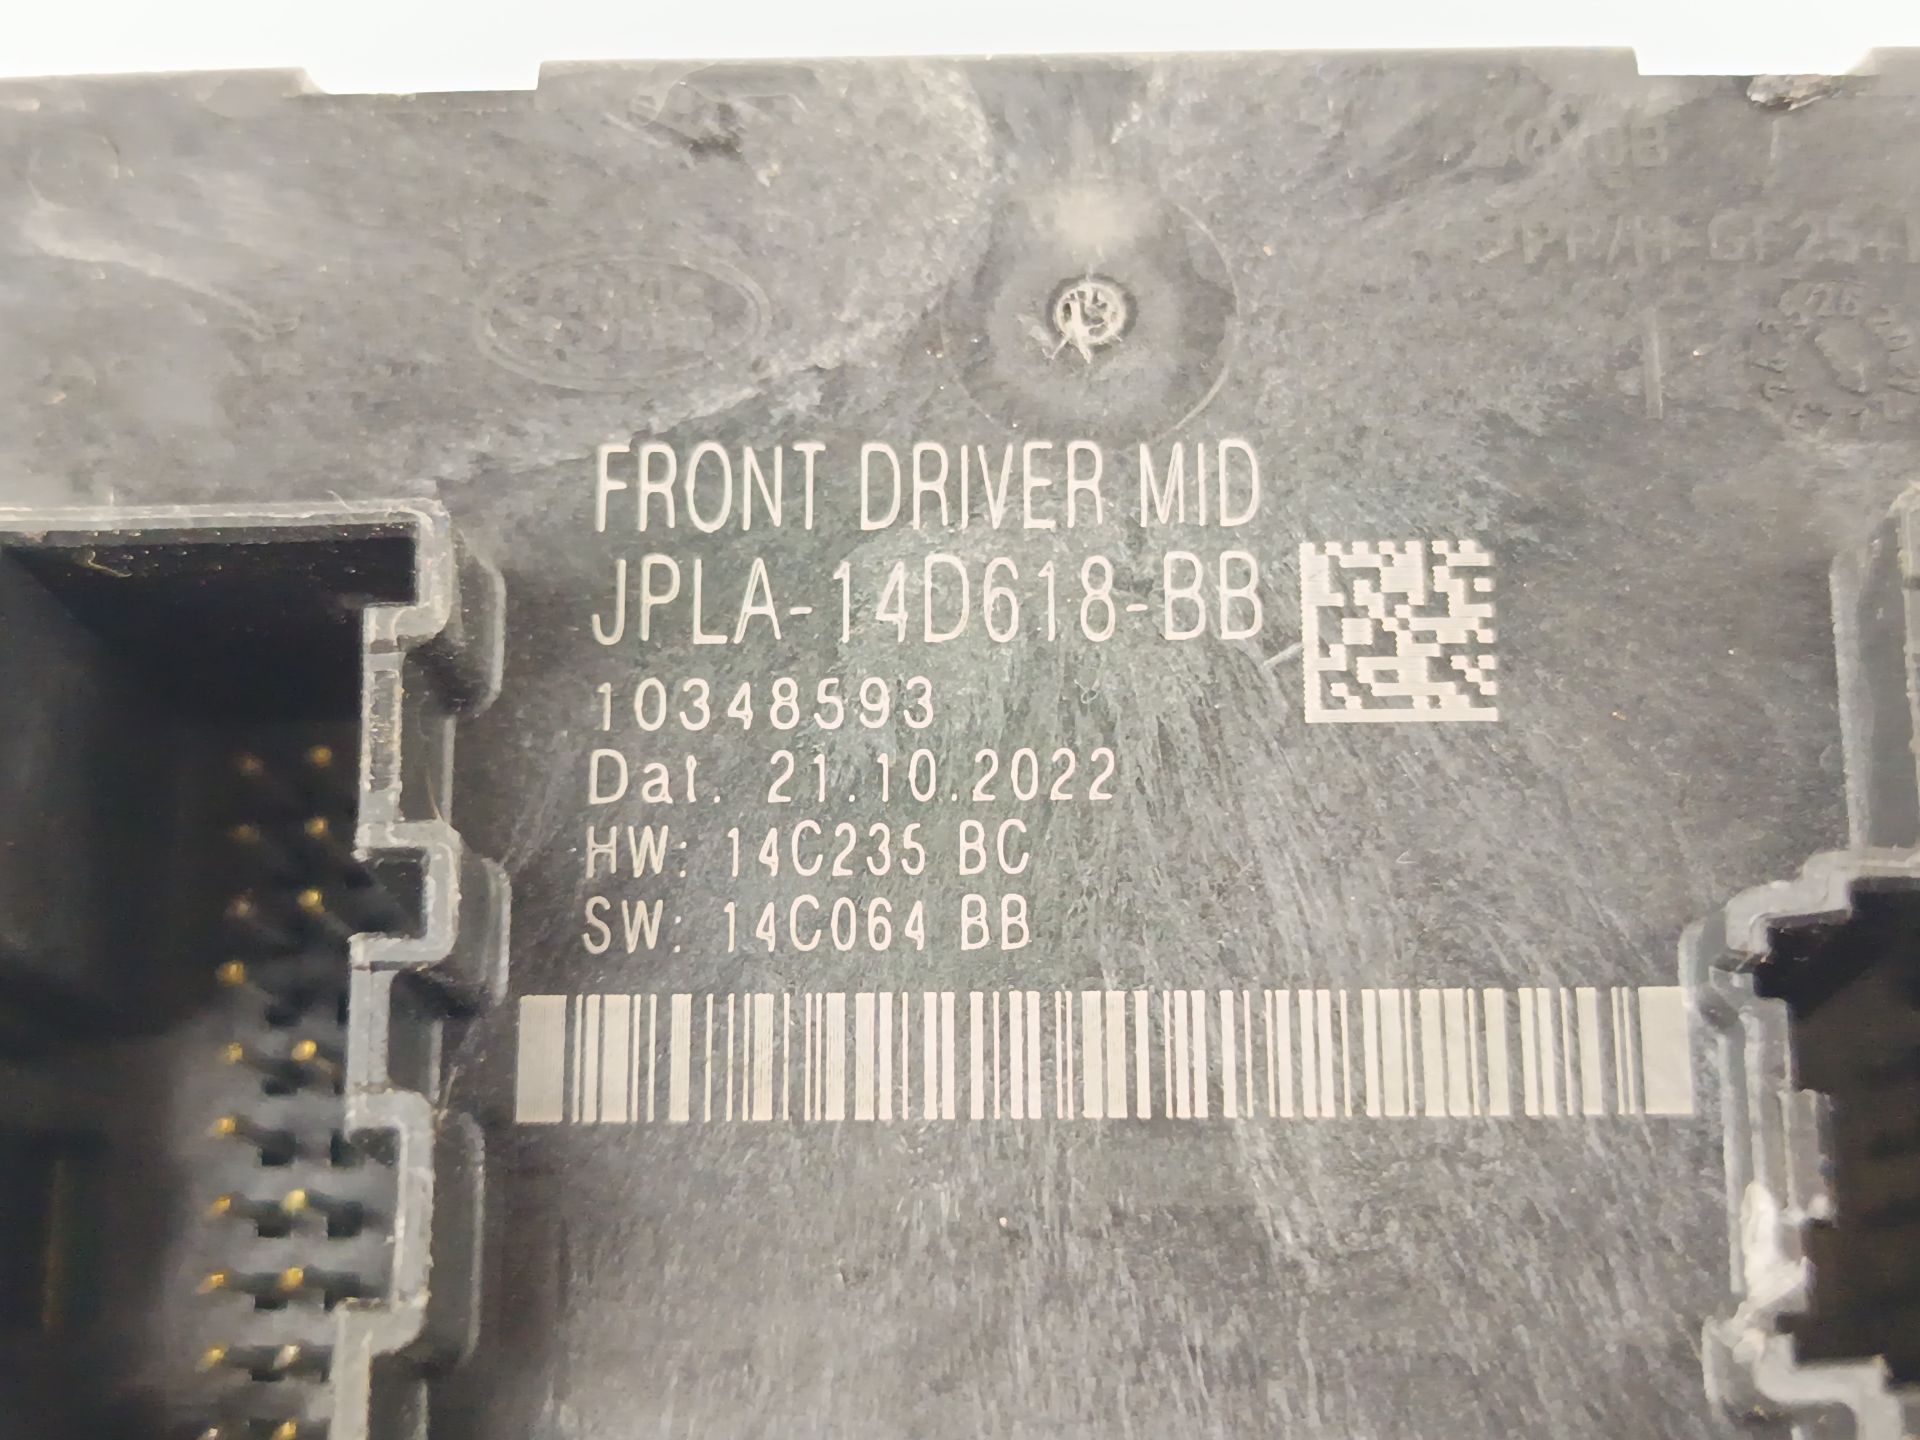 FRONT DRIVER MID
JPLA-14D618-BB
10348593
Dat. 21.10.2022
HW: 14C235 BC
SW: 14C064 BB